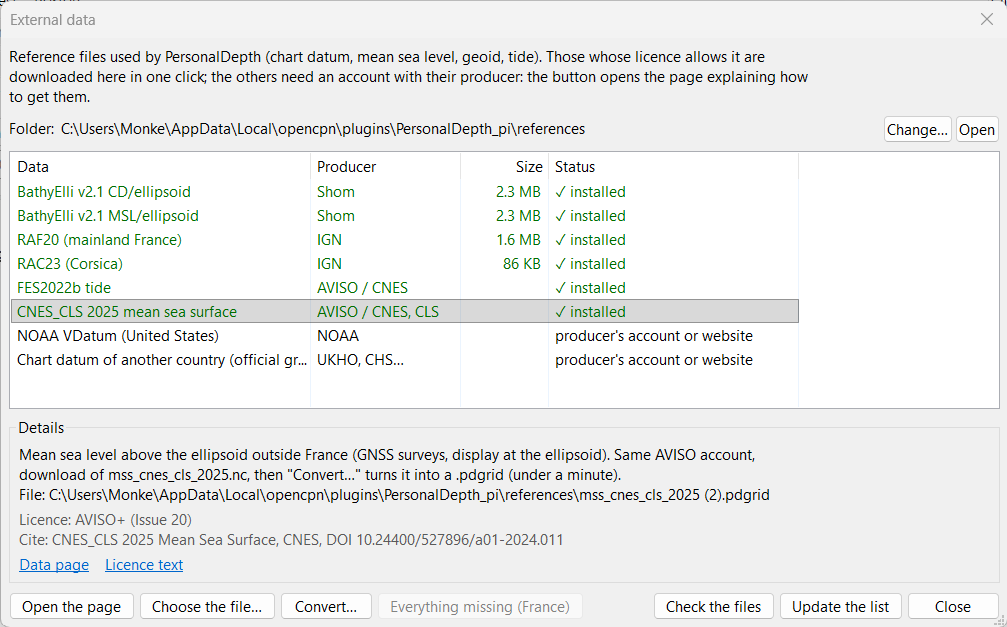 External data
Reference files used by PersonalDepth (chart datum, mean sea level, geoid, tide). Those whose licence allows it are
downloaded here in one click; the others need an account with their producer: the button opens the page explaining how
to get them.
Folder: C:\Users\Monke\AppData\Local\opencpn\plugins\PersonalDepth_pi\references
Change... Open
Data Producer Size Status
BathyElli v2.1 CD/ellipsoid Shom 2.3 MB ✓ installed
BathyElli v2.1 MSL/ellipsoid Shom 2.3 MB ✓ installed
RAF20 (mainland France) IGN 1.6 MB ✓ installed
RAC23 (Corsica) IGN 86 KB ✓ installed
FES2022b tide AVISO / CNES ✓ installed
CNES_CLS 2025 mean sea surface AVISO / CNES, CLS ✓ installed
NOAA VDatum (United States) NOAA producer's account or website
Chart datum of another country (official gr... UKHO, CHS... producer's account or website
Details
Mean sea level above the ellipsoid outside France (GNSS surveys, display at the ellipsoid). Same AVISO account,
download of mss_cnes_cls_2025.nc, then "Convert..." turns it into a .pdgrid (under a minute).
File: C:\Users\Monke\AppData\Local\opencpn\plugins\PersonalDepth_pi\references\mss_cnes_cls_2025 (2).pdgrid
Licence: AVISO+ (Issue 20)
Cite: CNES_CLS 2025 Mean Sea Surface, CNES, DOI 10.24400/527896/a01-2024.011
Data page Licence text
Open the page Choose the file... Convert... Everything missing (France) Check the files Update the list Close